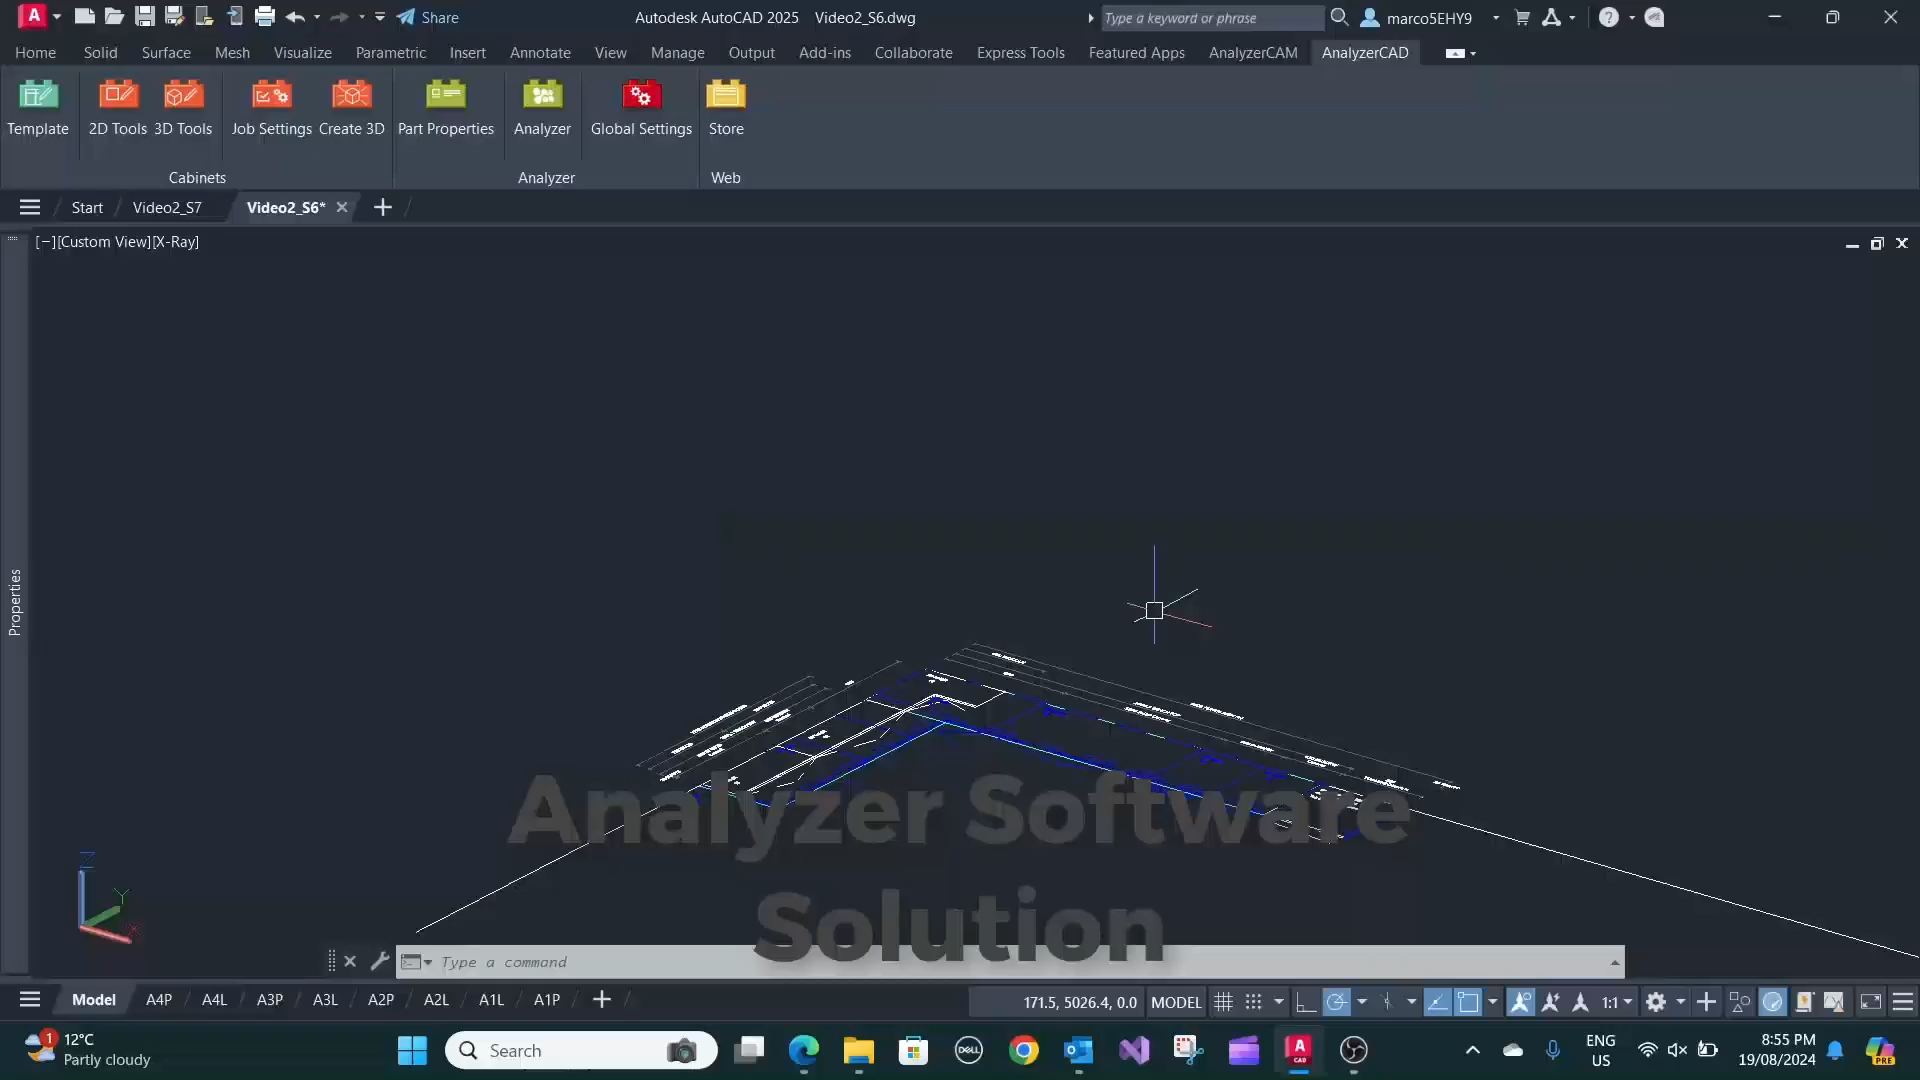 Share
Autodesk AutoCAD 2025 Video2_S6.dwg
Type a keyword or phrase
marco5EHY9
Home Solid Surface Mesh Visualize Parametric Insert Annotate View Manage Output Add-ins Collaborate Express Tools Featured Apps AnalyzerCAM AnalyzerCAD
Template 2D Tools 3D Tools Job Settings Create 3D Part Properties Analyzer Global Settings Store
Cabinets Analyzer Web
Start Video2_S7 Video2_S6*
[−][Custom View][X-Ray]
Properties
Analyzer Software
Solution
Z
Y
X
Type a command
Model A4P A4L A3P A3L A2P A2L A1L A1P
171.5, 5026.4, 0.0 MODEL 1:1
1
12°C
Partly cloudy
Search
DELL
A
CAD
ENG
US
8:55 PM
19/08/2024
PRE